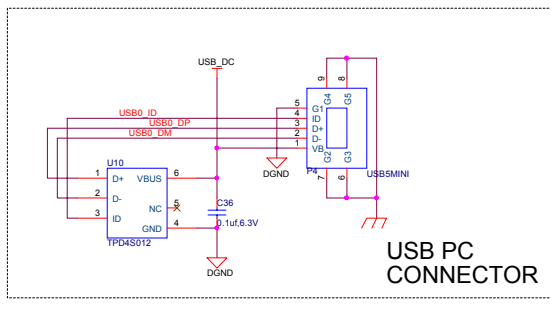 USB_DC
9
8
G4
G5
5
G1
USB0_ID
4
ID
USB0_DP
3
D+
USB0_DM
2
D-
1
VB
G2
G3
P4
USB5MINI
7
6
DGND
U10
1
D+
VBUS
6
2
D-
NC
5
3
ID
GND
4
TPD4S012
C36
0.1uf,6.3V
DGND
USB PC
CONNECTOR